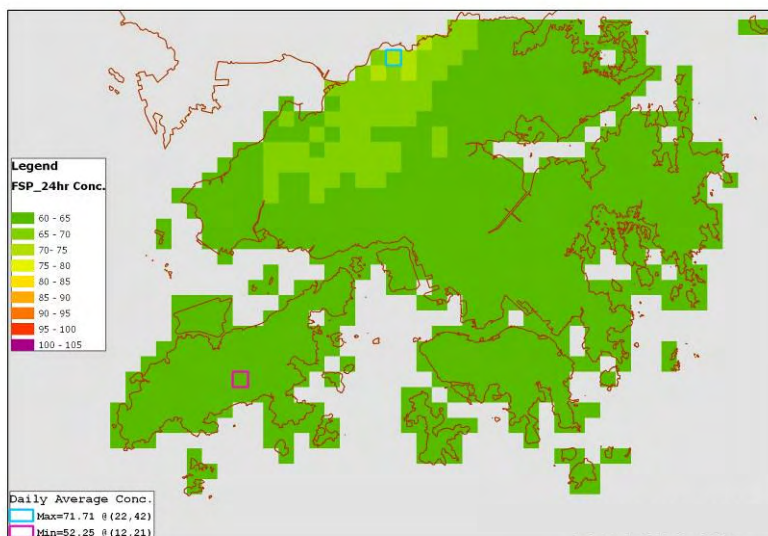 Legend
FSP_24hr Conc.
60 - 65
65 - 70
70- 75
75 - 80
80 - 85
85 - 90
90 - 95
95 - 100
100 - 105
Daily Average Conc.
Max=71.71 @(22,42)
Min=52.25 @(12,21)